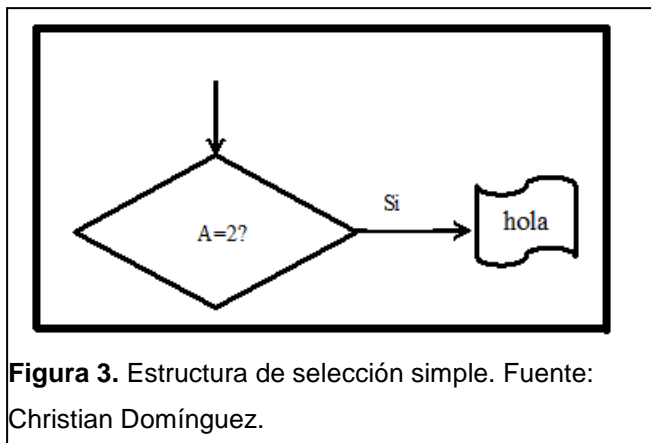 Si
A=2?
hola
Figura 3. Estructura de selección simple. Fuente:
Christian Domínguez.